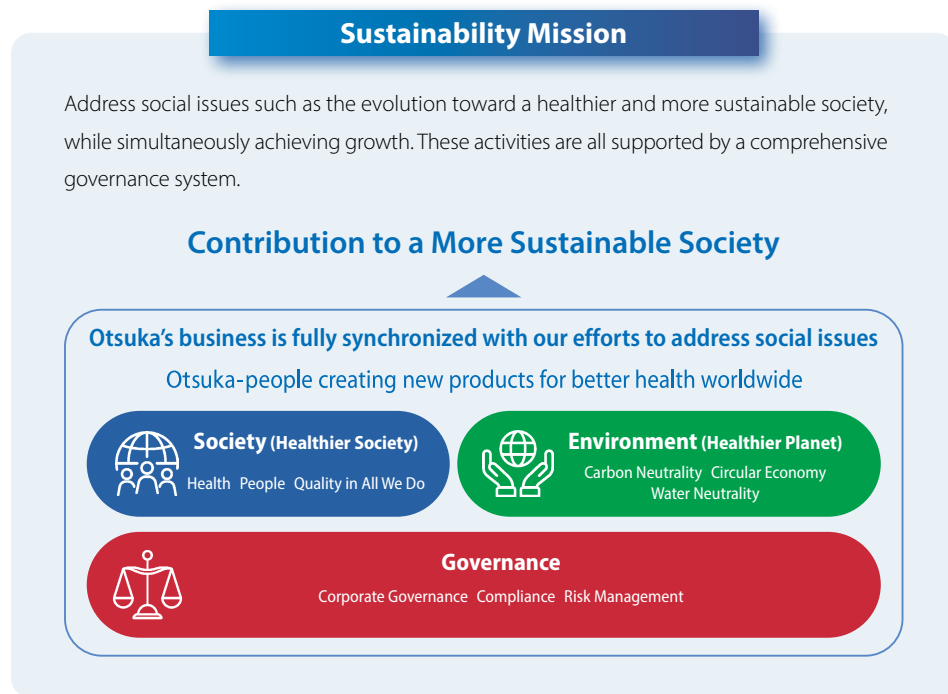 Sustainability Mission
Address social issues such as the evolution toward a healthier and more sustainable society,
while simultaneously achieving growth. These activities are all supported by a comprehensive
governance system.
Contribution to a More Sustainable Society
Otsuka’s business is fully synchronized with our efforts to address social issues
Otsuka-people creating new products for better health worldwide
Society (Healthier Society)
Health People Quality in All We Do
Environment (Healthier Planet)
Carbon Neutrality Circular Economy
Water Neutrality
Governance
Corporate Governance Compliance Risk Management